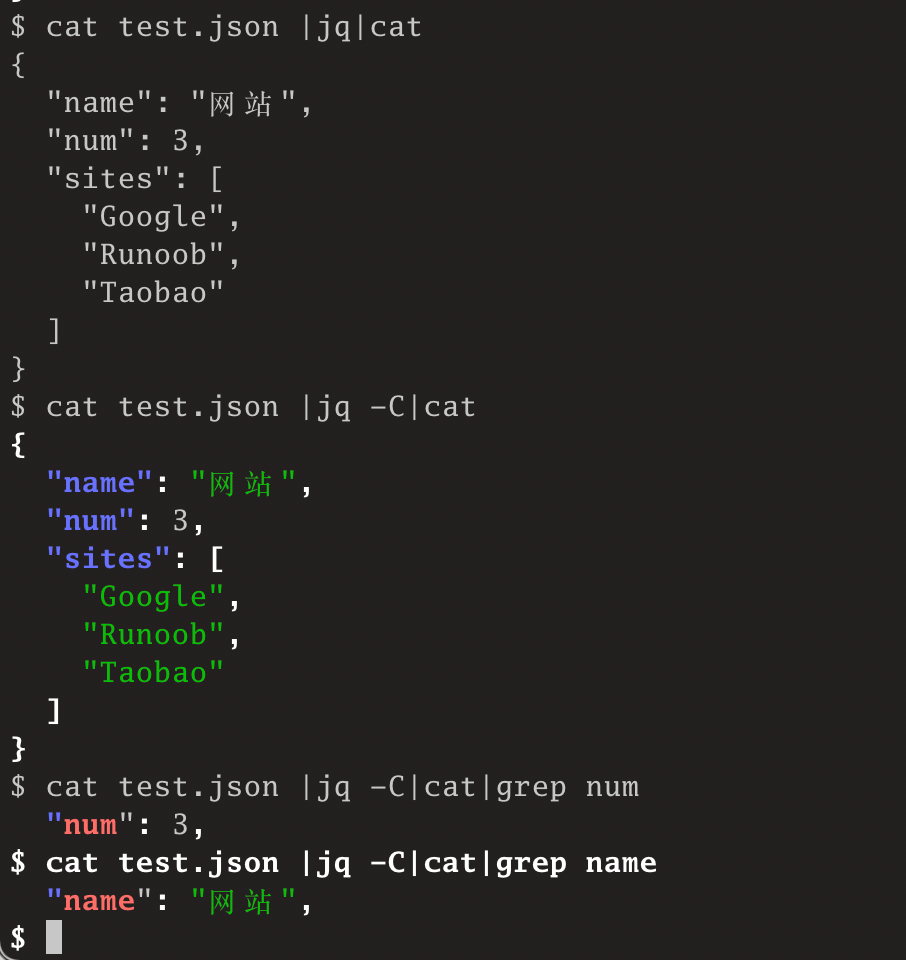 $ cat test.json |jq|cat
{
  "name": "网站",
  "num": 3,
  "sites": [
    "Google",
    "Runoob",
    "Taobao"
  ]
}
$ cat test.json |jq -C|cat
{
  "name": "网站",
  "num": 3,
  "sites": [
    "Google",
    "Runoob",
    "Taobao"
  ]
}
$ cat test.json |jq -C|cat|grep num
  "num": 3,
$ cat test.json |jq -C|cat|grep name
  "name": "网站",
$